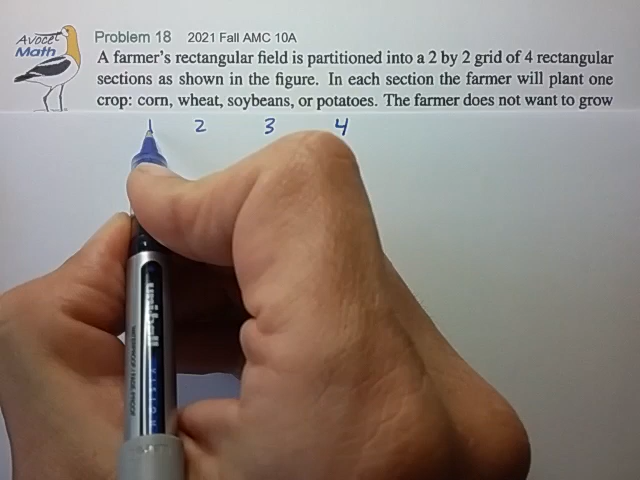 Avocet
Math
Problem 18 2021 Fall AMC 10A
A farmer's rectangular field is partitioned into a 2 by 2 grid of 4 rectangular
sections as shown in the figure. In each section the farmer will plant one
crop: corn, wheat, soybeans, or potatoes. The farmer does not want to grow
1 2 3 4
uniball
VISION